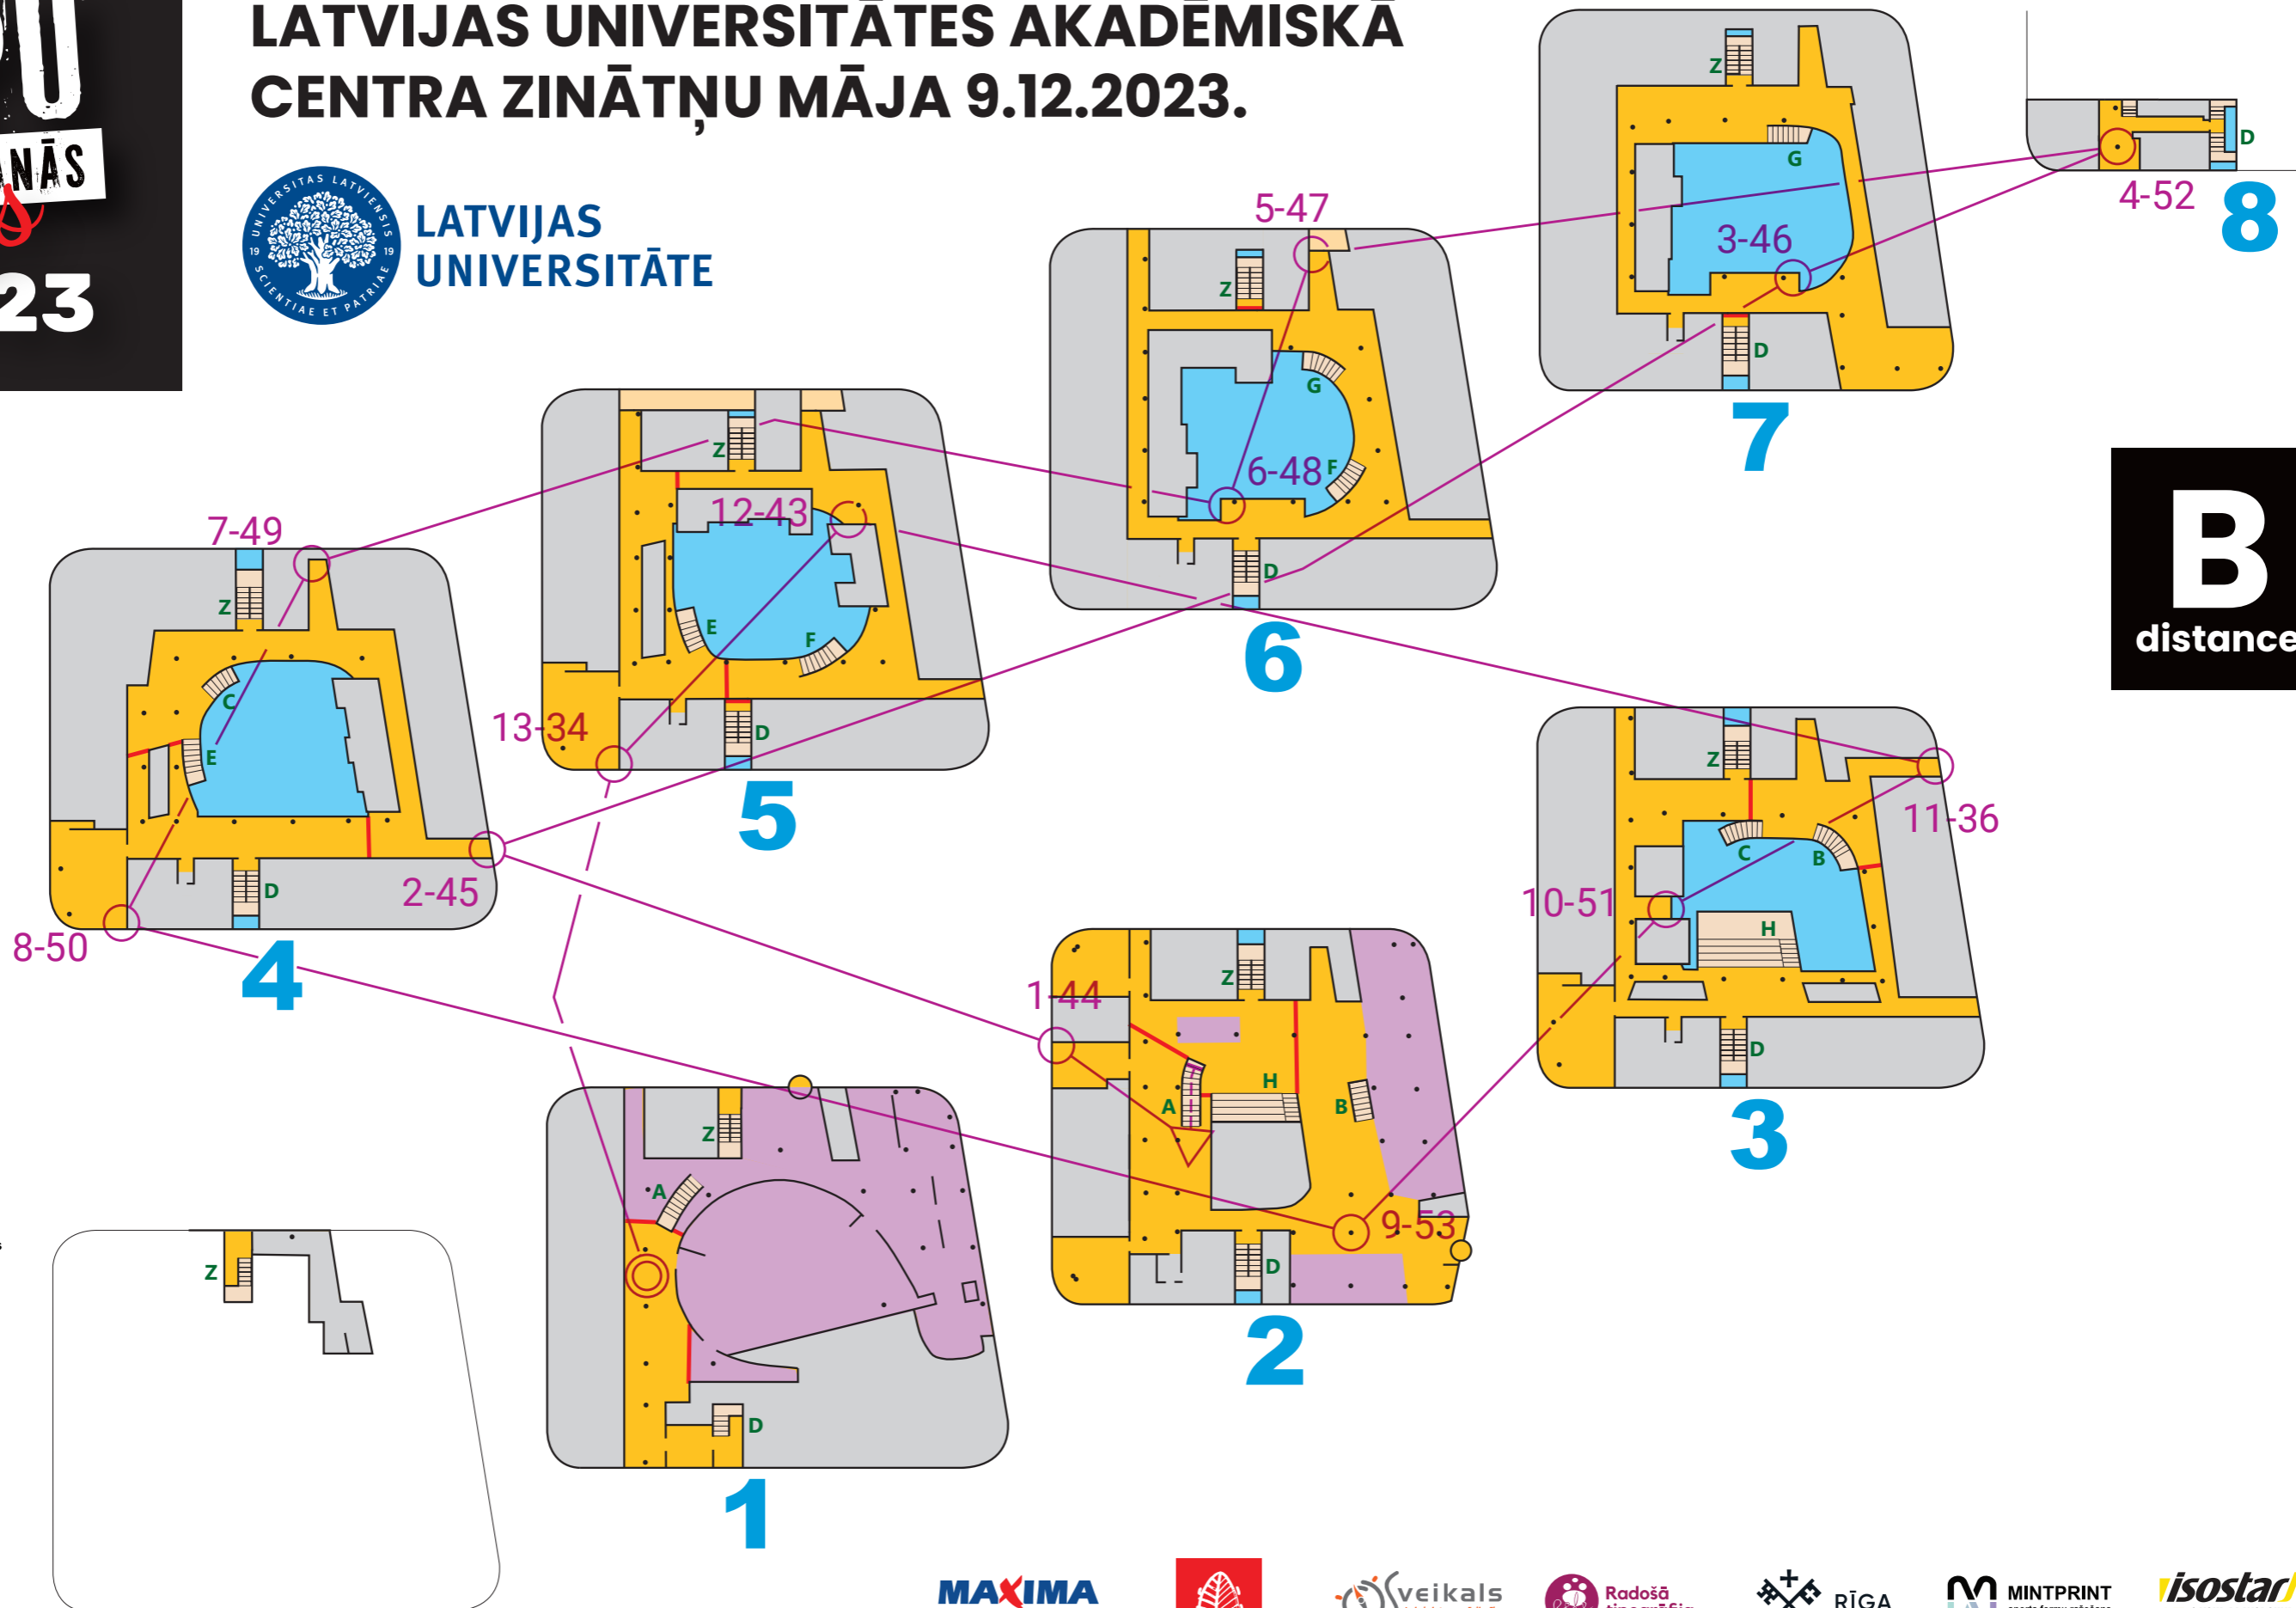 LATVIJAS UNIVERSITĀTES AKADĒMISKĀ
CENTRA ZINĀTŅU MĀJA 9.12.2023.
NĀS
23
UNIVERSITAS LATVIENSIS
19 19
SCIENTIAE ET PATRIAE
LATVIJAS
UNIVERSITĀTE
Z
G
3-46
D
7
D
4-52
8
5-47
Z
G
6-48
F
D
6
Z
12-43
E
F
13-34
D
5
7-49
Z
C
E
D
2-45
8-50
4
B
distance
Z
11-36
C
B
10-51
H
D
3
1-44
Z
H
A
B
9-53
D
2
Z
A
D
1
Z
MAXIMA
Sveikals
Radošā
RĪGA
MINTPRINT
isostar